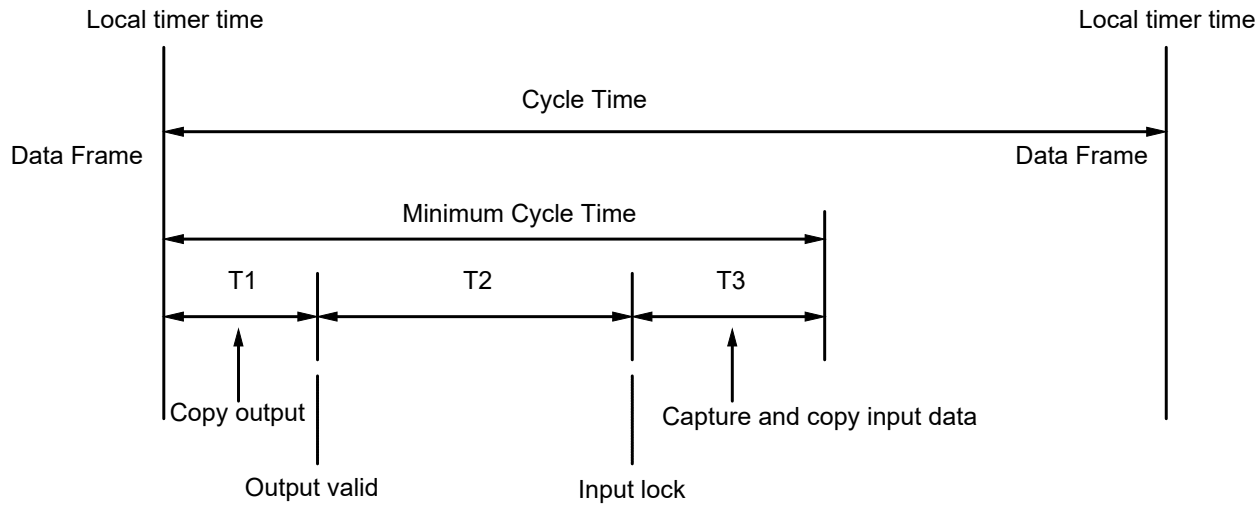 Local timer time
Local timer time
Cycle Time
Data Frame
Data Frame
Minimum Cycle Time
T1
T2
T3
Copy output
Capture and copy input data
Output valid
Input lock